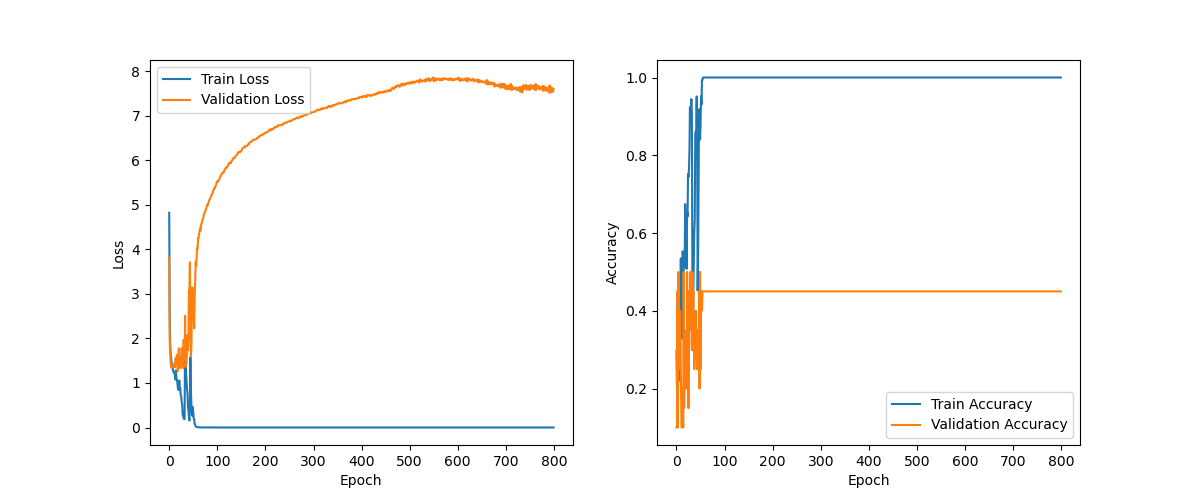 8
7
6
5
4
3
2
1
0
Loss
Train Loss
Validation Loss
0 100 200 300 400 500 600 700 800
Epoch
1.0
0.8
0.6
0.4
0.2
Accuracy
Train Accuracy
Validation Accuracy
0 100 200 300 400 500 600 700 800
Epoch